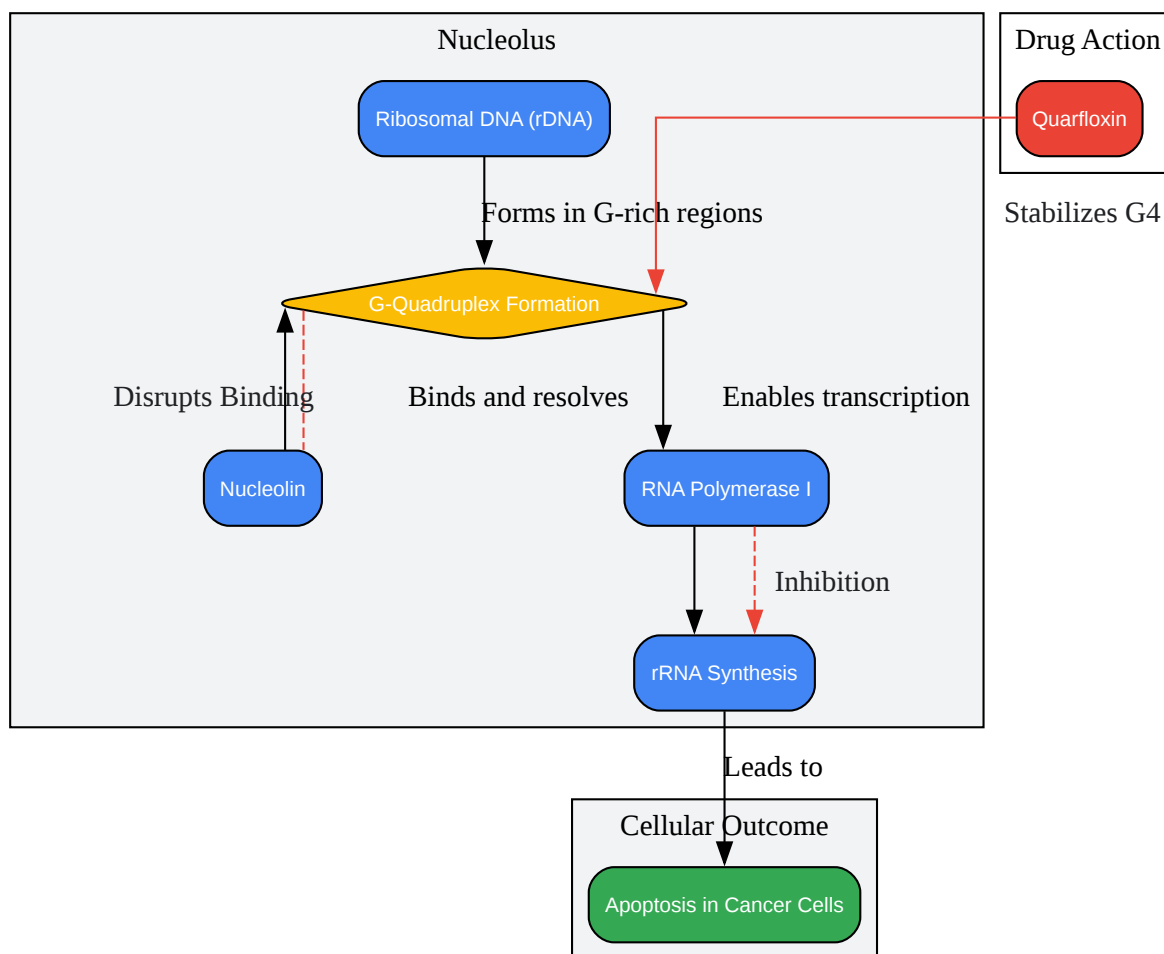 Nucleolus
Drug Action
Ribosomal DNA (rDNA)
Quarfloxin
Forms in G-rich regions
Stabilizes G4
G-Quadruplex Formation
Disrupts Binding
Binds and resolves
Enables transcription
Nucleolin
RNA Polymerase I
Inhibition
rRNA Synthesis
Leads to
Cellular Outcome
Apoptosis in Cancer Cells